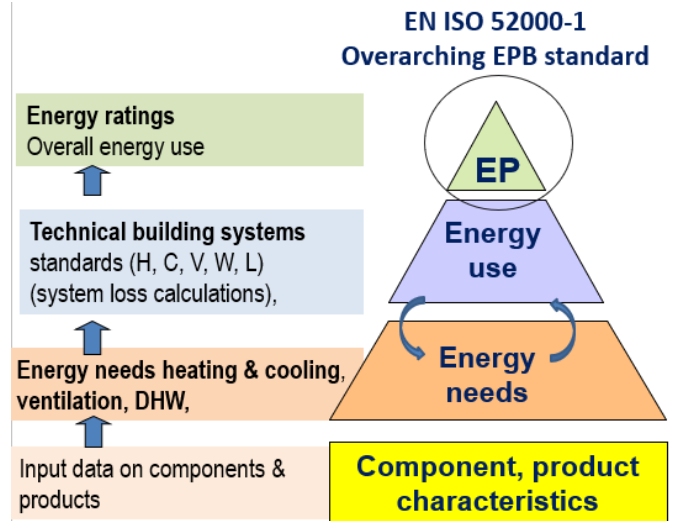 EN ISO 52000-1
Overarching EPB standard
Energy ratings
Overall energy use
EP
Technical building systems
standards (H, C, V, W, L)
(system loss calculations),
Energy
use
Energy needs heating & cooling,
ventilation, DHW,
Energy
needs
Input data on components &
products
Component, product
characteristics